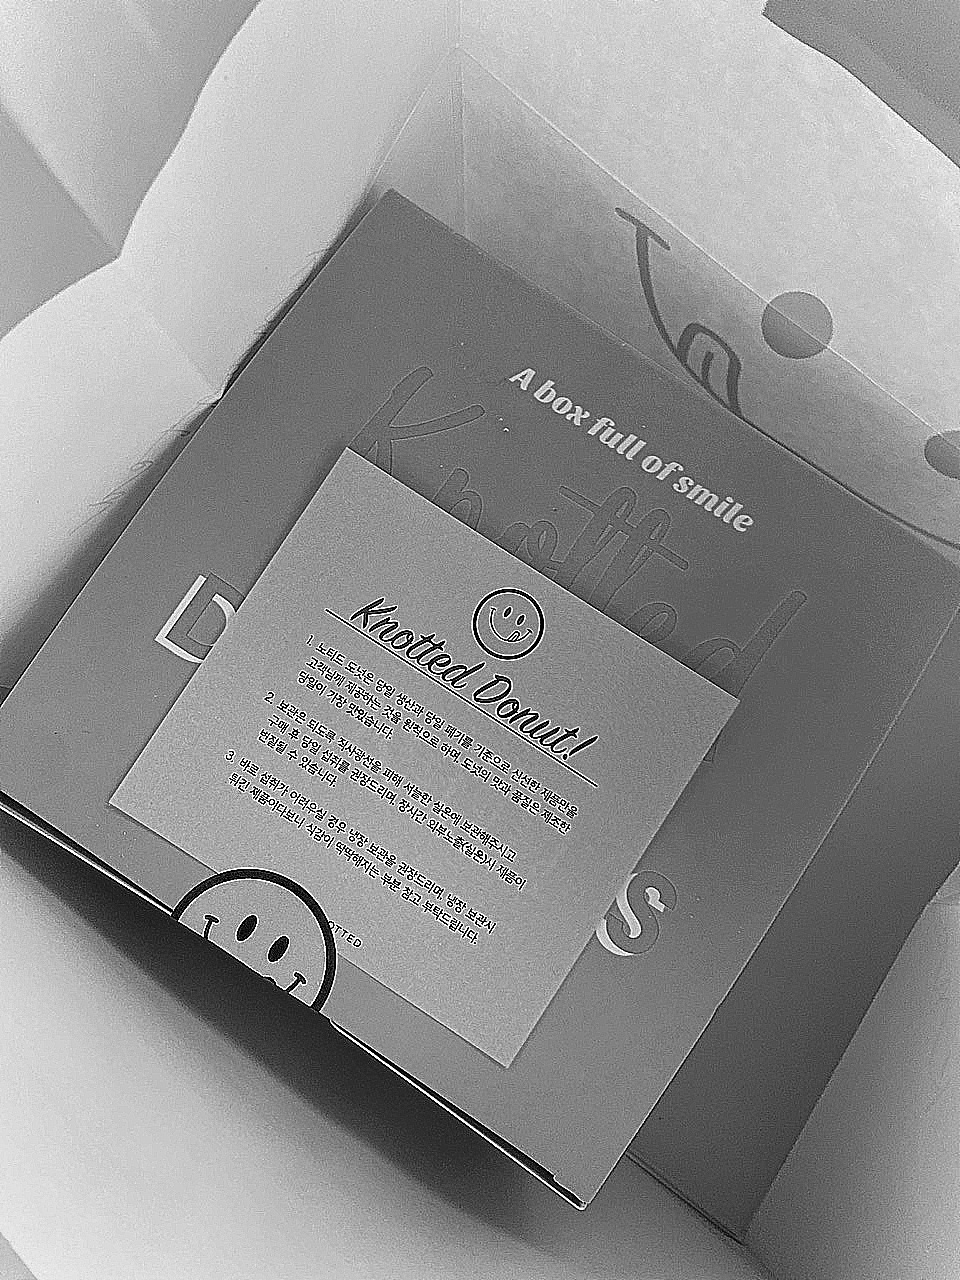 A box full of smile
Knotted
D
S
Knotted Donut!
1. 노티드 도넛은 당일 생산과 당일 폐기를 기준으로 신선한 제품만을
고객님께 제공하는 것을 원칙으로 하며, 도넛의 맛과 품질은 제조한
당일이 가장 맛있습니다.
2. 보관은 되도록 직사광선을 피해 서늘한 실온에 보관해주시고,
구매 후 당일 섭취를 권장드리며, 장시간 외부노출(실온)시 제품이
변질될 수 있습니다.
3. 바로 섭취가 어려우실 경우 냉장 보관을 권장드리며, 냉장 보관시
튀긴 제품이다보니 식감이 딱딱해지는 부분 참고 부탁드립니다.
OTTED